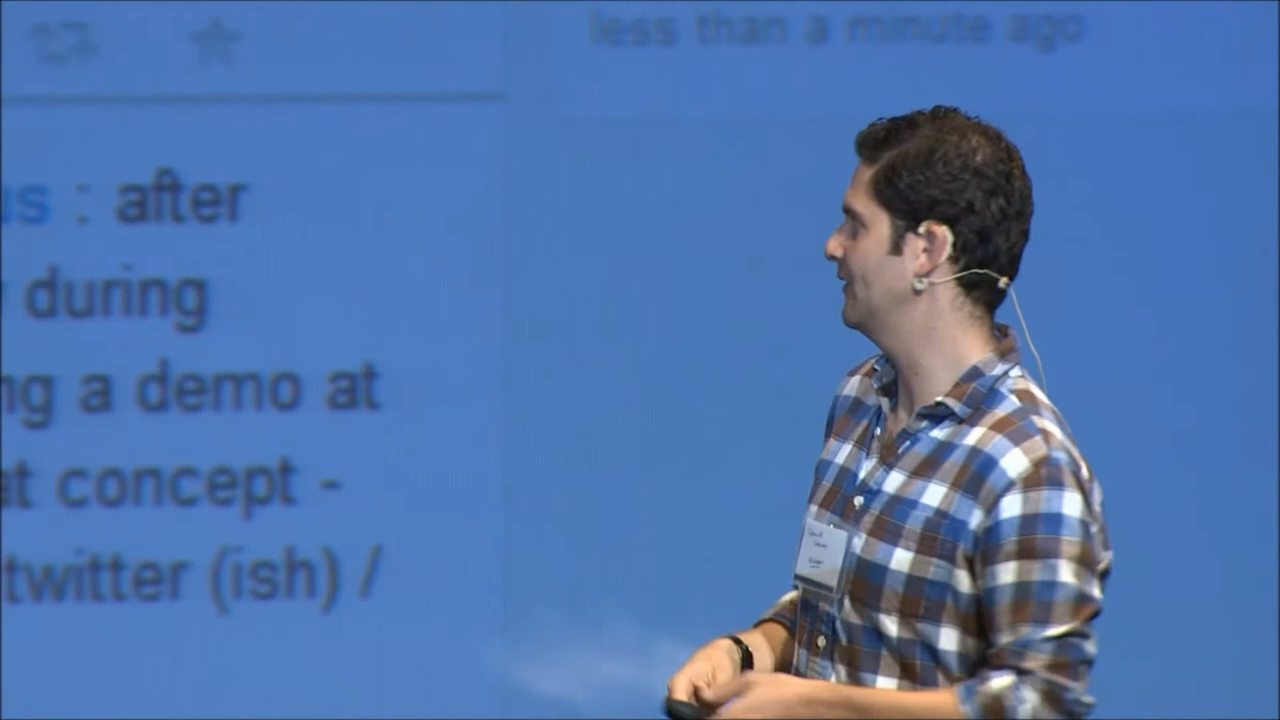 less than a minute ago
us : after
during
ng a demo at
at concept -
twitter (ish) /